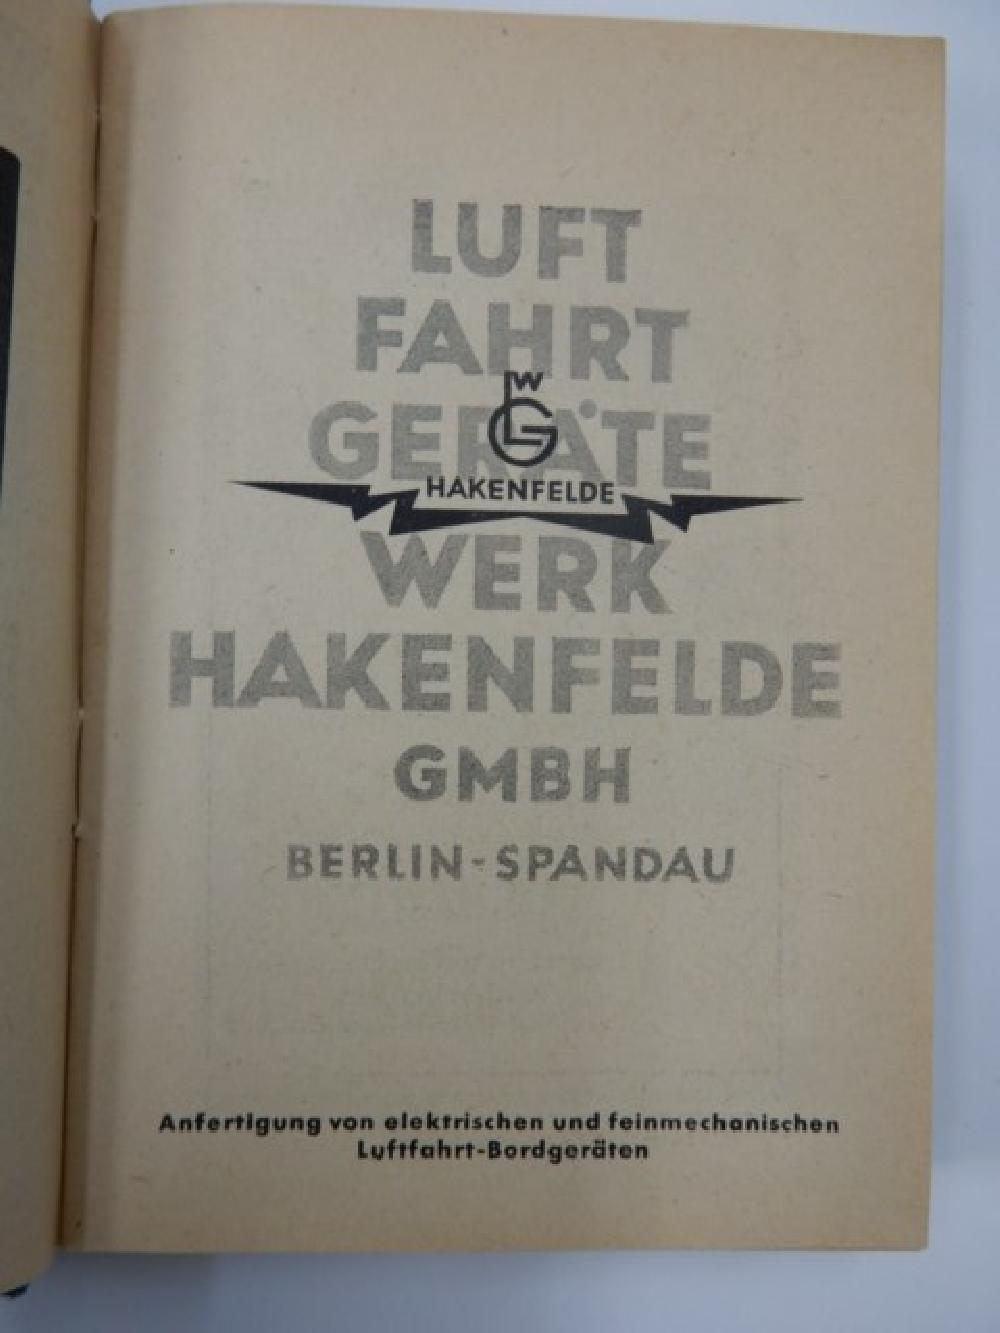 LUFT
FAHRT
GERÄTE
LGW
HAKENFELDE
WERK
HAKENFELDE
GMBH
BERLIN-SPANDAU
Anfertigung von elektrischen und feinmechanischen
Luftfahrt-Bordgeräten